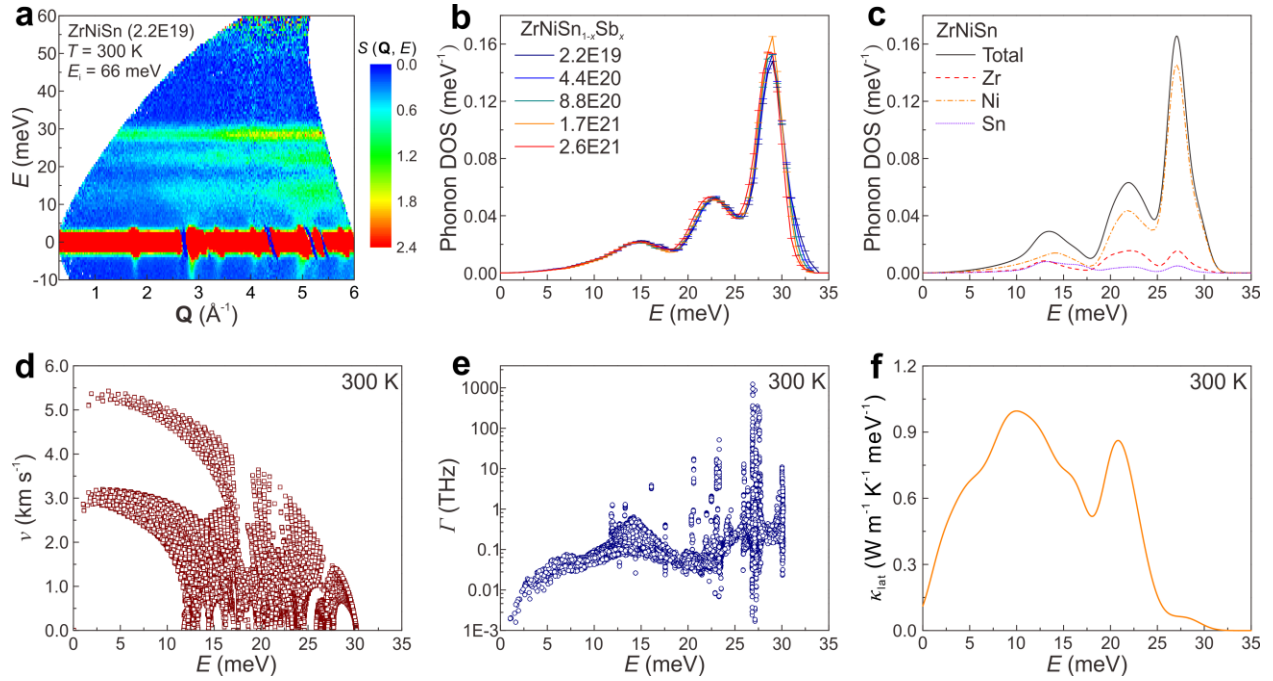 a
60
50
40
30
20
10
0
-10
E (meV)
ZrNiSn (2.2E19)
T = 300 K
Eᵢ = 66 meV
S (Q, E)
0.0
0.6
1.2
1.8
2.4
1 2 3 4 5 6
Q (Å⁻¹)
b
0.16
0.12
0.08
0.04
0.00
Phonon DOS (meV⁻¹)
ZrNiSn₁₋ₓSbₓ
2.2E19
4.4E20
8.8E20
1.7E21
2.6E21
0 5 10 15 20 25 30 35
E (meV)
c
0.16
0.12
0.08
0.04
0.00
Phonon DOS (meV⁻¹)
ZrNiSn
Total
Zr
Ni
Sn
0 5 10 15 20 25 30 35
E (meV)
d
300 K
6.0
5.0
4.0
3.0
2.0
1.0
0.0
v (km s⁻¹)
0 5 10 15 20 25 30 35
E (meV)
e
300 K
1000
100
10
1
0.1
0.01
1E-3
Γ (THz)
0 5 10 15 20 25 30 35
E (meV)
f
300 K
1.2
0.9
0.6
0.3
0.0
κlat (W m⁻¹ K⁻¹ meV⁻¹)
0 5 10 15 20 25 30 35
E (meV)